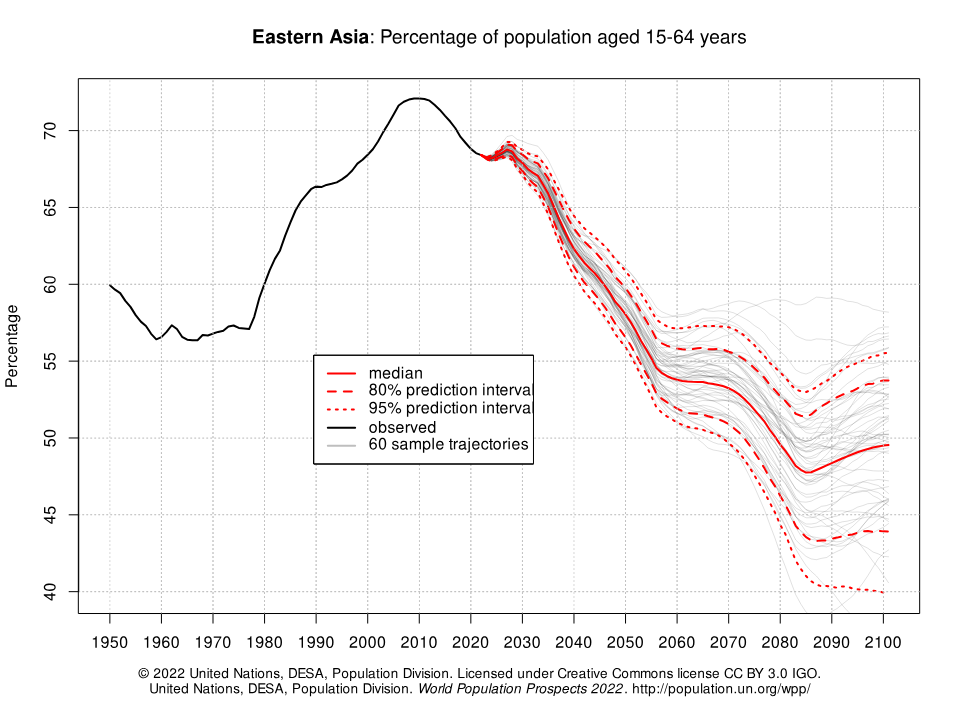 Eastern Asia: Percentage of population aged 15-64 years
Percentage
70
65
60
55
50
45
40
median
80% prediction interval
95% prediction interval
observed
60 sample trajectories
1950 1960 1970 1980 1990 2000 2010 2020 2030 2040 2050 2060 2070 2080 2090 2100
© 2022 United Nations, DESA, Population Division. Licensed under Creative Commons license CC BY 3.0 IGO.
United Nations, DESA, Population Division. World Population Prospects 2022. http://population.un.org/wpp/